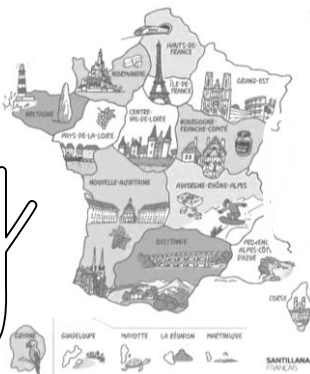 HAUTS-DE-
FRANCE
NORMANDIE
ÎLE-DE-
FRANCE
GRAND-EST
BRETAGNE
PAYS-DE-LA-LOIRE
CENTRE-
VAL-DE-LOIRE
BOURGOGNE-
FRANCHE-COMTÉ
NOUVELLE-AQUITAINE
AUVERGNE-RHÔNE-ALPES
OCCITANIE
ALPES-CÔTE
D'AZUR
CORSE
GUYANE
GUADELOUPE
MAYOTTE
LA RÉUNION
MARTINIQUE
SANTILLANA
FRANÇAIS